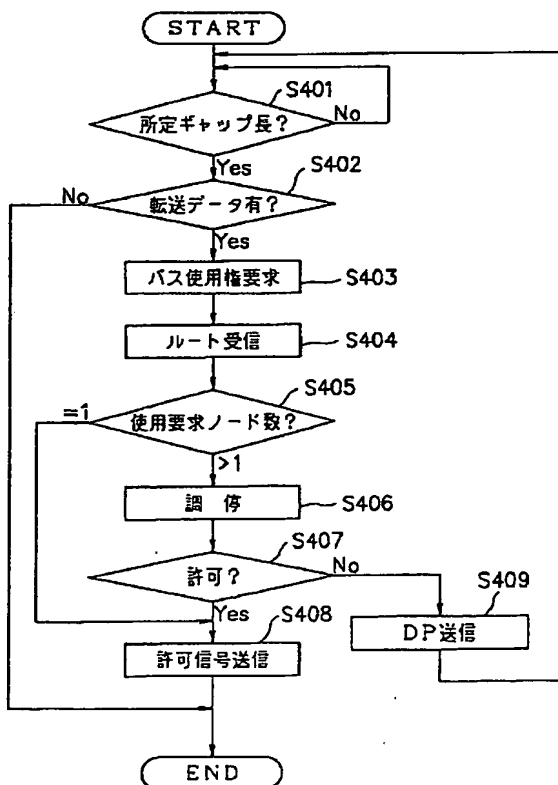 START
S401
所定ギャップ長?
No
Yes
S402
No
転送データ有?
Yes
バス使用権要求
S403
ルート受信
S404
S405
=1
使用要求ノード数?
>1
調 停
S406
S407
許可?
No
Yes
S408
S409
許可信号送信
DP送信
END